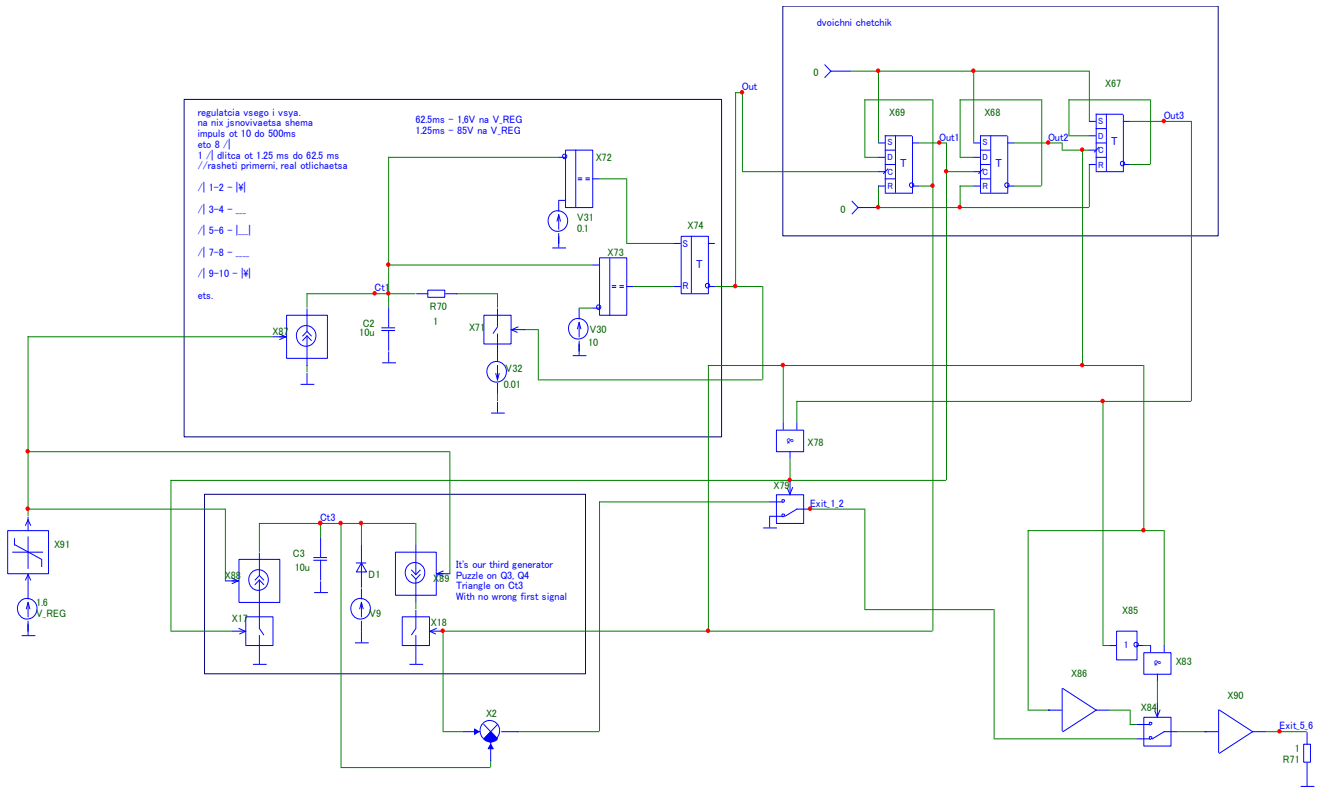 dvoichni chetchik
0
X67
X69
X68
S
D
C
R
T
S
D
C
R
T
S
D
C
R
T
Out1
Out2
Out3
0
Out
regulatcia vsego i vsya.
na nix jsnovivaetsa shema
impuls ot 10 do 500ms
eto 8 /|
1 /| dlitca ot 1.25 ms do 62.5 ms
//rasheti primerni, real otlichaetsa
/| 1-2 - |¥|
/| 3-4 - __
/| 5-6 - |__|
/| 7-8 - ___
/| 9-10 - |¥|
ets.
62.5ms - 1,6V na V_REG
1.25ms - 85V na V_REG
X72
==
V31
0.1
X73
==
V30
10
X74
S
R
T
Ct1
R70
1
C2
10u
X87
X71
V32
0.01
X78
X79
Exit_1_2
X91
1.6
V_REG
Ct3
C3
10u
D1
V9
X88
X89
X17
X18
It's our third generator
Puzzle on Q3, Q4
Triangle on Ct3
With no wrong first signal
X2
X85
1
X83
X86
X84
X90
Exit_5_6
1
R71